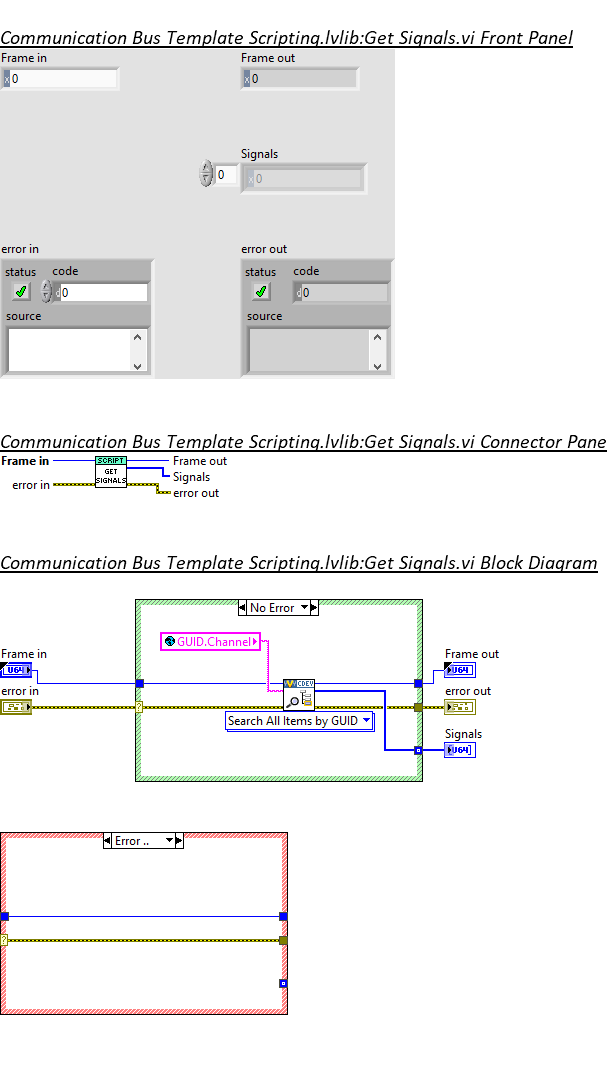 Communication Bus Template Scripting.lvlib:Get Signals.vi Front Panel
Frame in
Frame out
x 0
x 0
Signals
0
x 0
error in
error out
status code
status code
d 0
d 0
source
source
Communication Bus Template Scripting.lvlib:Get Signals.vi Connector Pane
Frame in
SCRIPT
Frame out
GET
Signals
error in
SIGNALS
error out
Communication Bus Template Scripting.lvlib:Get Signals.vi Block Diagram
No Error
GUID.Channel
Frame in
Frame out
U64
U64
CDEV
error in
error out
?
Search All Items by GUID
Signals
U64
Error ..
?